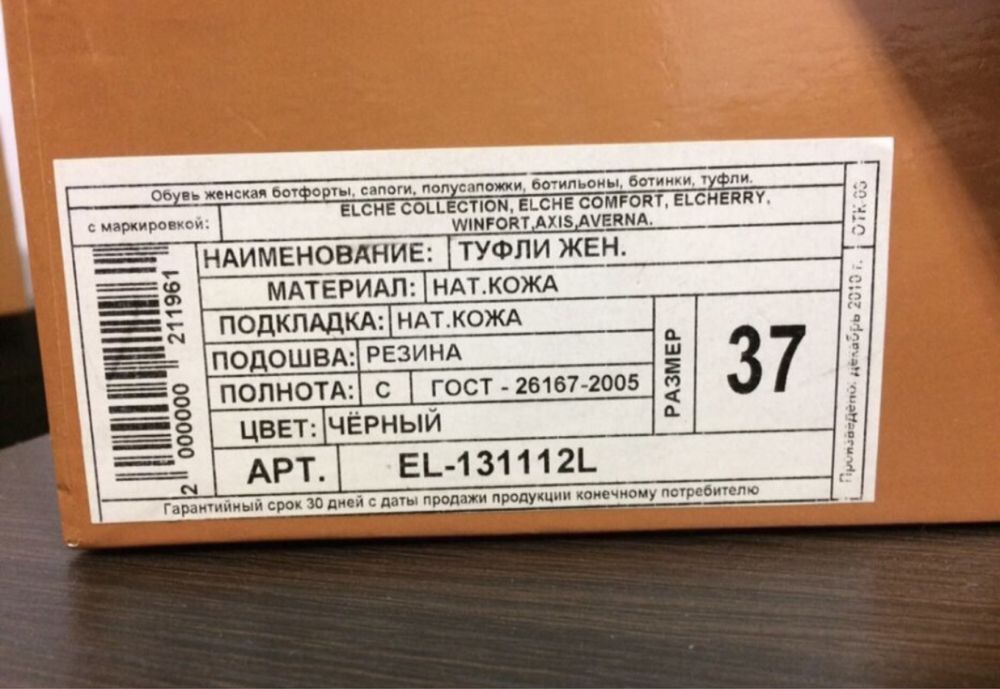 Обувь женская ботфорты, сапоги, полусапожки, ботильоны, ботинки, туфли.
с маркировкой:
ELCHE COLLECTION, ELCHE COMFORT, ELCHERRY,
WINFORT,AXIS,AVERNA.
НАИМЕНОВАНИЕ: ТУФЛИ ЖЕН.
МАТЕРИАЛ: НАТ.КОЖА
ПОДКЛАДКА: НАТ.КОЖА
ПОДОШВА: РЕЗИНА
ПОЛНОТА: С ГОСТ - 26167-2005
ЦВЕТ: ЧЁРНЫЙ
АРТ. EL-131112L
РАЗМЕР
37
Гарантийный срок 30 дней с даты продажи продукции конечному потребителю
2 000000 211961
Произведено: декабрь 2010 г.
ОТК 03